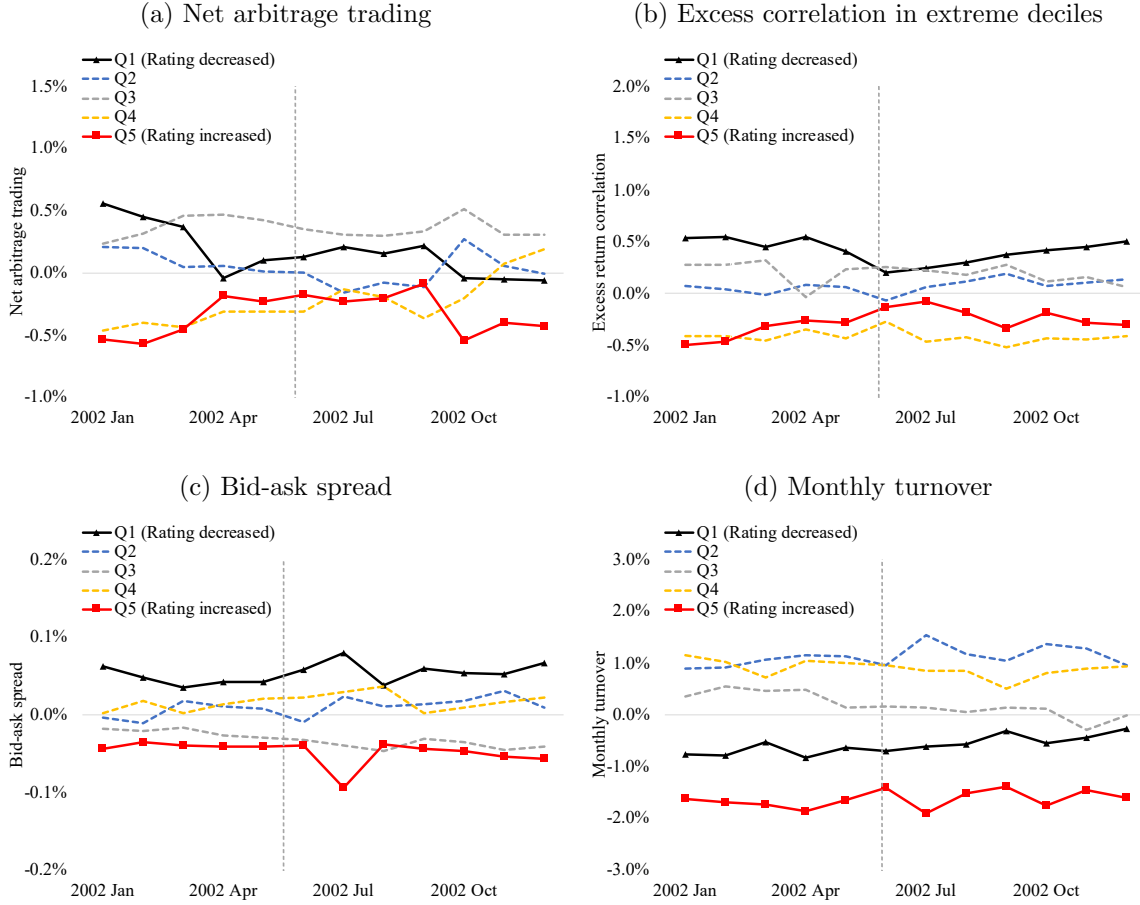 (a) Net arbitrage trading
Q1 (Rating decreased)
Q2
Q3
Q4
Q5 (Rating increased)
1.5%
1.0%
0.5%
0.0%
-0.5%
-1.0%
Net arbitrage trading
2002 Jan 2002 Apr 2002 Jul 2002 Oct
(b) Excess correlation in extreme deciles
Q1 (Rating decreased)
Q2
Q3
Q4
Q5 (Rating increased)
2.0%
1.5%
1.0%
0.5%
0.0%
-0.5%
-1.0%
Excess return correlation
2002 Jan 2002 Apr 2002 Jul 2002 Oct
(c) Bid-ask spread
Q1 (Rating decreased)
Q2
Q3
Q4
Q5 (Rating increased)
0.2%
0.1%
0.0%
-0.1%
-0.2%
Bid-ask spread
2002 Jan 2002 Apr 2002 Jul 2002 Oct
(d) Monthly turnover
Q1 (Rating decreased)
Q2
Q3
Q4
Q5 (Rating increased)
3.0%
2.0%
1.0%
0.0%
-1.0%
-2.0%
-3.0%
Monthly turnover
2002 Jan 2002 Apr 2002 Jul 2002 Oct